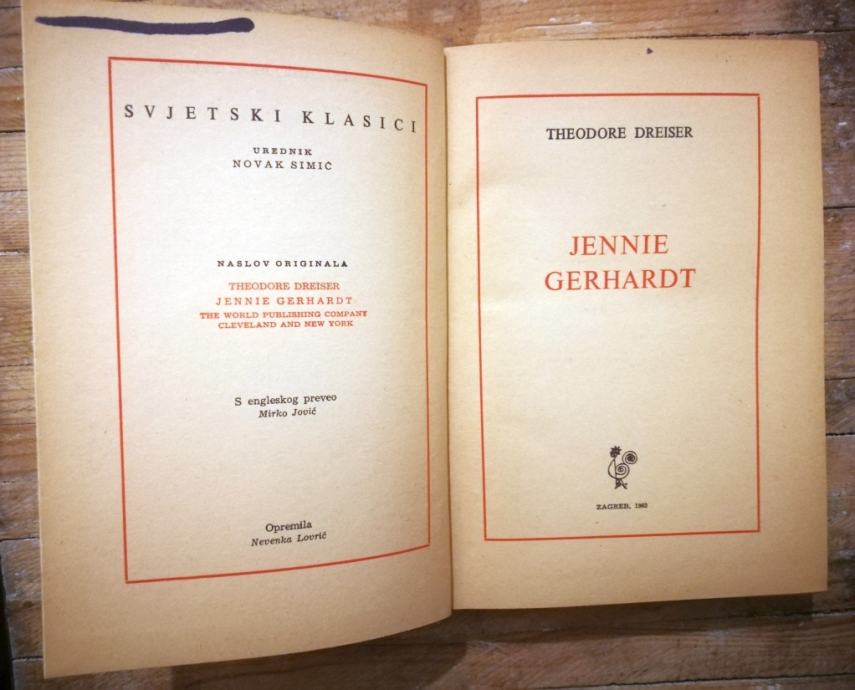 SVJETSKI KLASICI
UREDNIK
NOVAK SIMIĆ
NASLOV ORIGINALA
THEODORE DREISER
JENNIE GERHARDT
THE WORLD PUBLISHING COMPANY
CLEVELAND AND NEW YORK
S engleskog preveo
Mirko Jović
Opremila
Nevenka Lovrić
THEODORE DREISER
JENNIE
GERHARDT
ZAGREB,